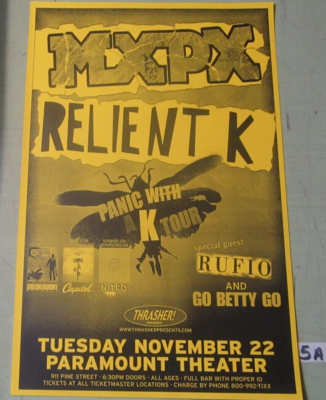 MXPX
RELIENT K
PANIC WITH
A K TOUR
special guest
RUFIO
AND
GO BETTY GO
Capitol
THRASHER!
PRESENTS
WWW.THRASHERPRESENTS.COM
TUESDAY NOVEMBER 22
PARAMOUNT THEATER
911 PINE STREET · 6:30PM DOORS · ALL AGES · FULL BAR WITH PROPER ID
TICKETS AT ALL TICKETMASTER LOCATIONS · CHARGE BY PHONE 800-992-TIXX
5A